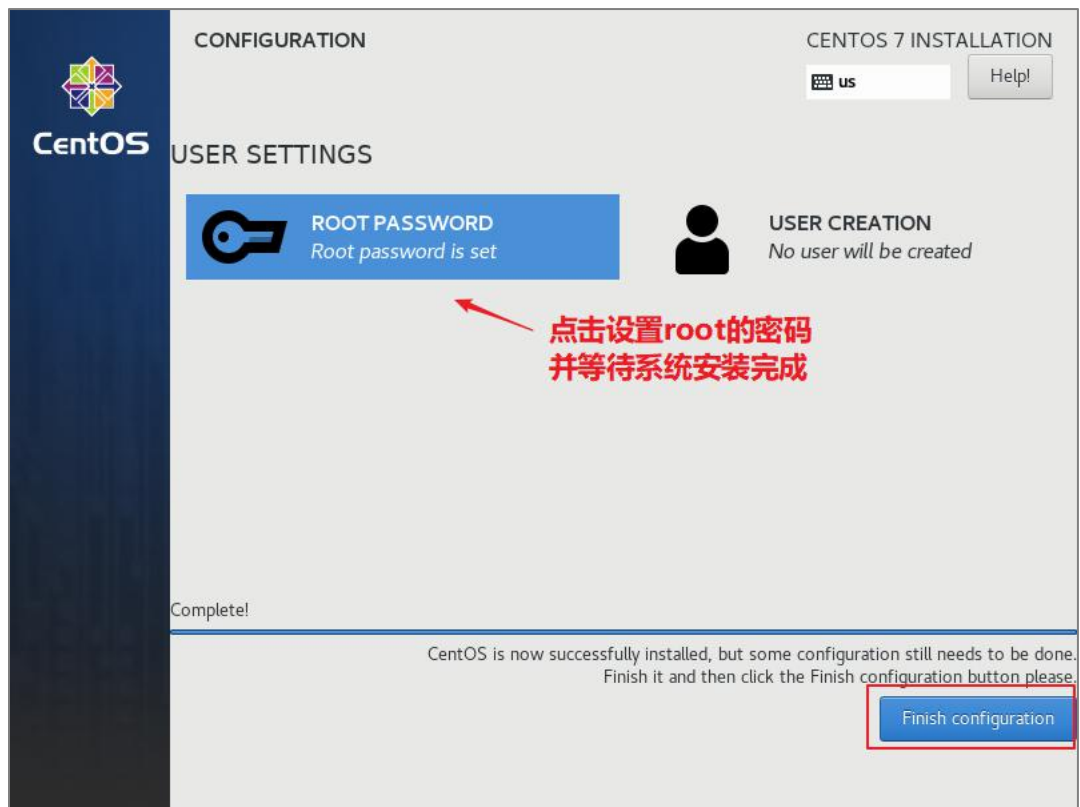 CONFIGURATION
CENTOS 7 INSTALLATION
us
Help!
CentOS
USER SETTINGS
ROOT PASSWORD
Root password is set
USER CREATION
No user will be created
点击设置root的密码
并等待系统安装完成
Complete!
CentOS is now successfully installed, but some configuration still needs to be done.
Finish it and then click the Finish configuration button please.
Finish configuration